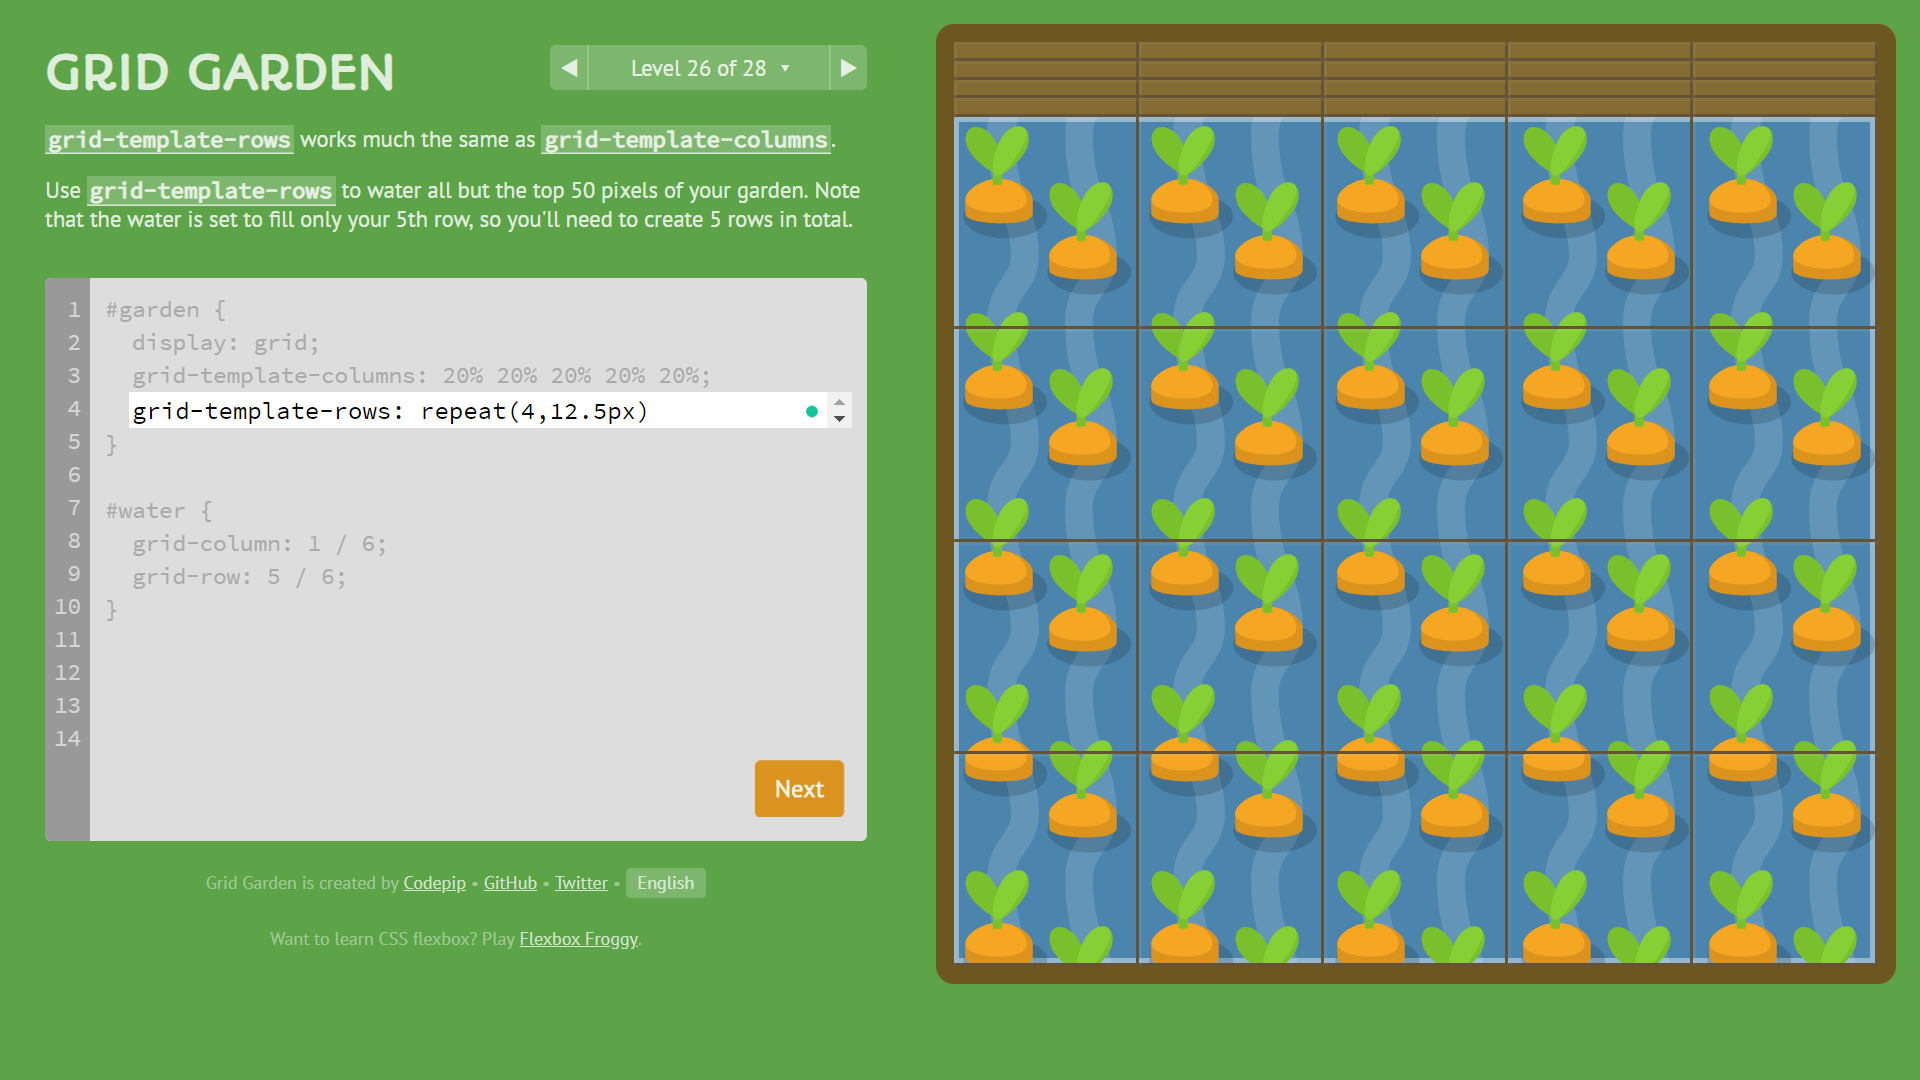 GRID GARDEN
◀ Level 26 of 28 ▼ ▶
grid-template-rows works much the same as grid-template-columns.
Use grid-template-rows to water all but the top 50 pixels of your garden. Note
that the water is set to fill only your 5th row, so you'll need to create 5 rows in total.
1 #garden {
2 display: grid;
3 grid-template-columns: 20% 20% 20% 20% 20%;
4 grid-template-rows: repeat(4,12.5px)
5 }
6
7 #water {
8 grid-column: 1 / 6;
9 grid-row: 5 / 6;
10 }
11
12
13
14
Next
Grid Garden is created by Codepip • GitHub • Twitter • English
Want to learn CSS flexbox? Play Flexbox Froggy.